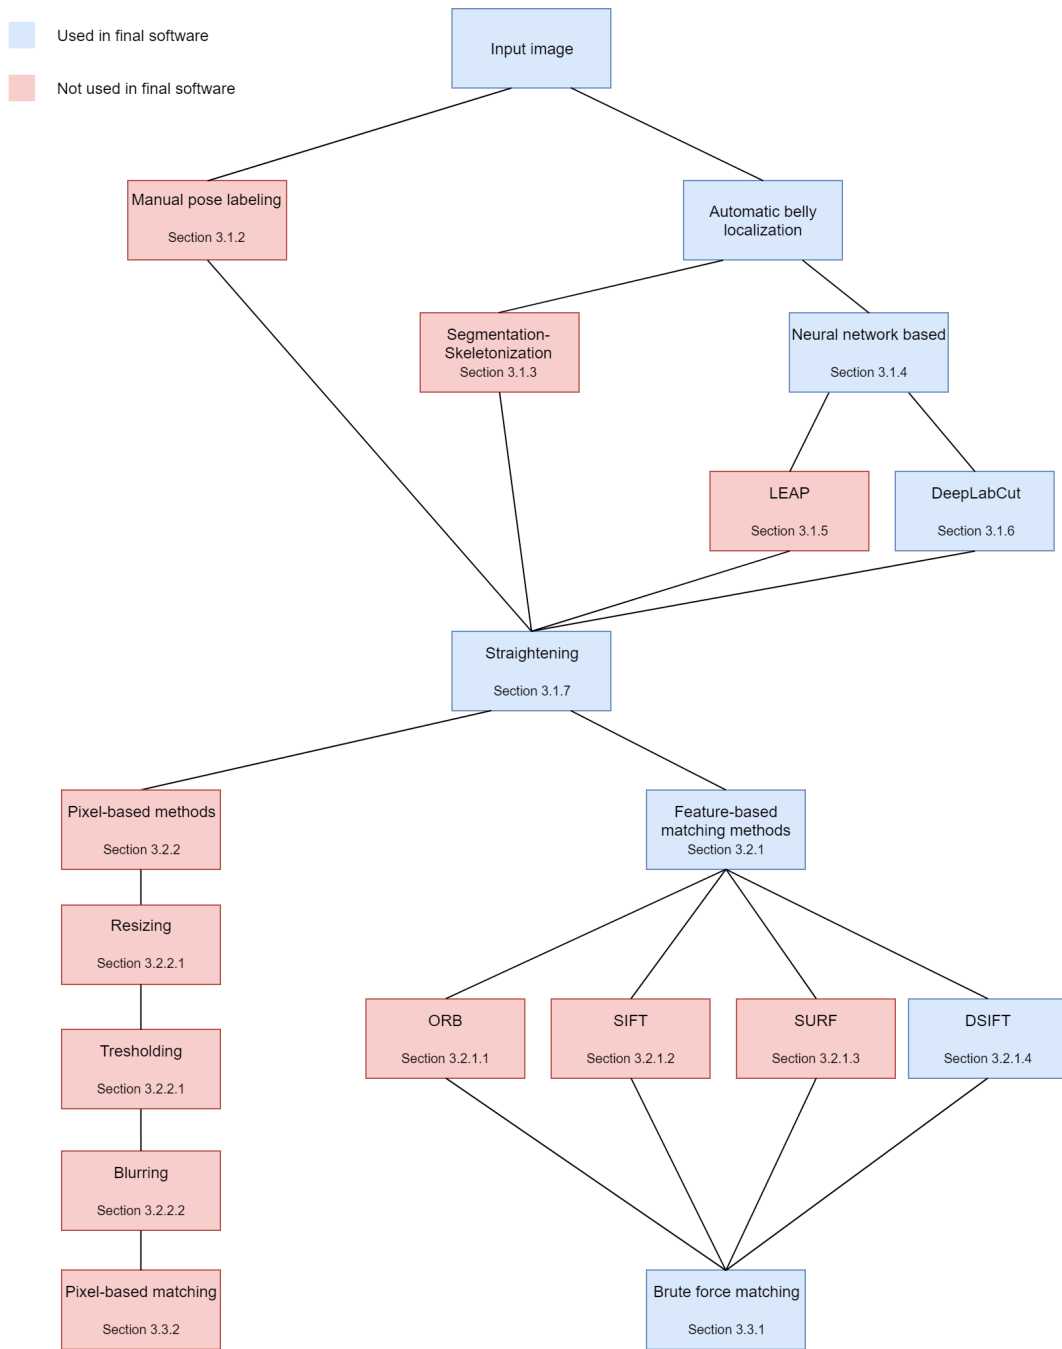 Used in final software
Not used in final software
Input image
Manual pose labeling
Section 3.1.2
Automatic belly
localization
Segmentation-
Skeletonization
Section 3.1.3
Neural network based
Section 3.1.4
LEAP
Section 3.1.5
DeepLabCut
Section 3.1.6
Straightening
Section 3.1.7
Pixel-based methods
Section 3.2.2
Feature-based
matching methods
Section 3.2.1
Resizing
Section 3.2.2.1
ORB
Section 3.2.1.1
SIFT
Section 3.2.1.2
SURF
Section 3.2.1.3
DSIFT
Section 3.2.1.4
Tresholding
Section 3.2.2.1
Blurring
Section 3.2.2.2
Pixel-based matching
Section 3.3.2
Brute force matching
Section 3.3.1